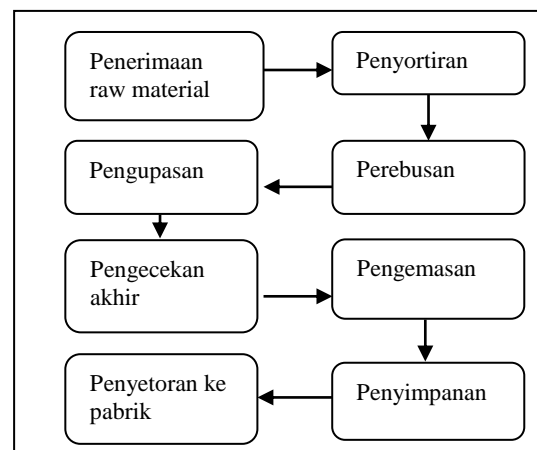 Penerimaan
raw material
Penyortiran
Perebusan
Pengupasan
Pengecekan
akhir
Pengemasan
Penyimpanan
Penyetoran ke
pabrik